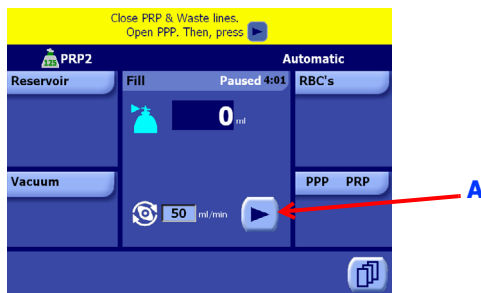 Close PRP & Waste lines.
Open PPP. Then, press
125 PRP2 Automatic
Reservoir Fill Paused 4:01 RBC's
0 ml
Vacuum PPP PRP
A
50 ml/min